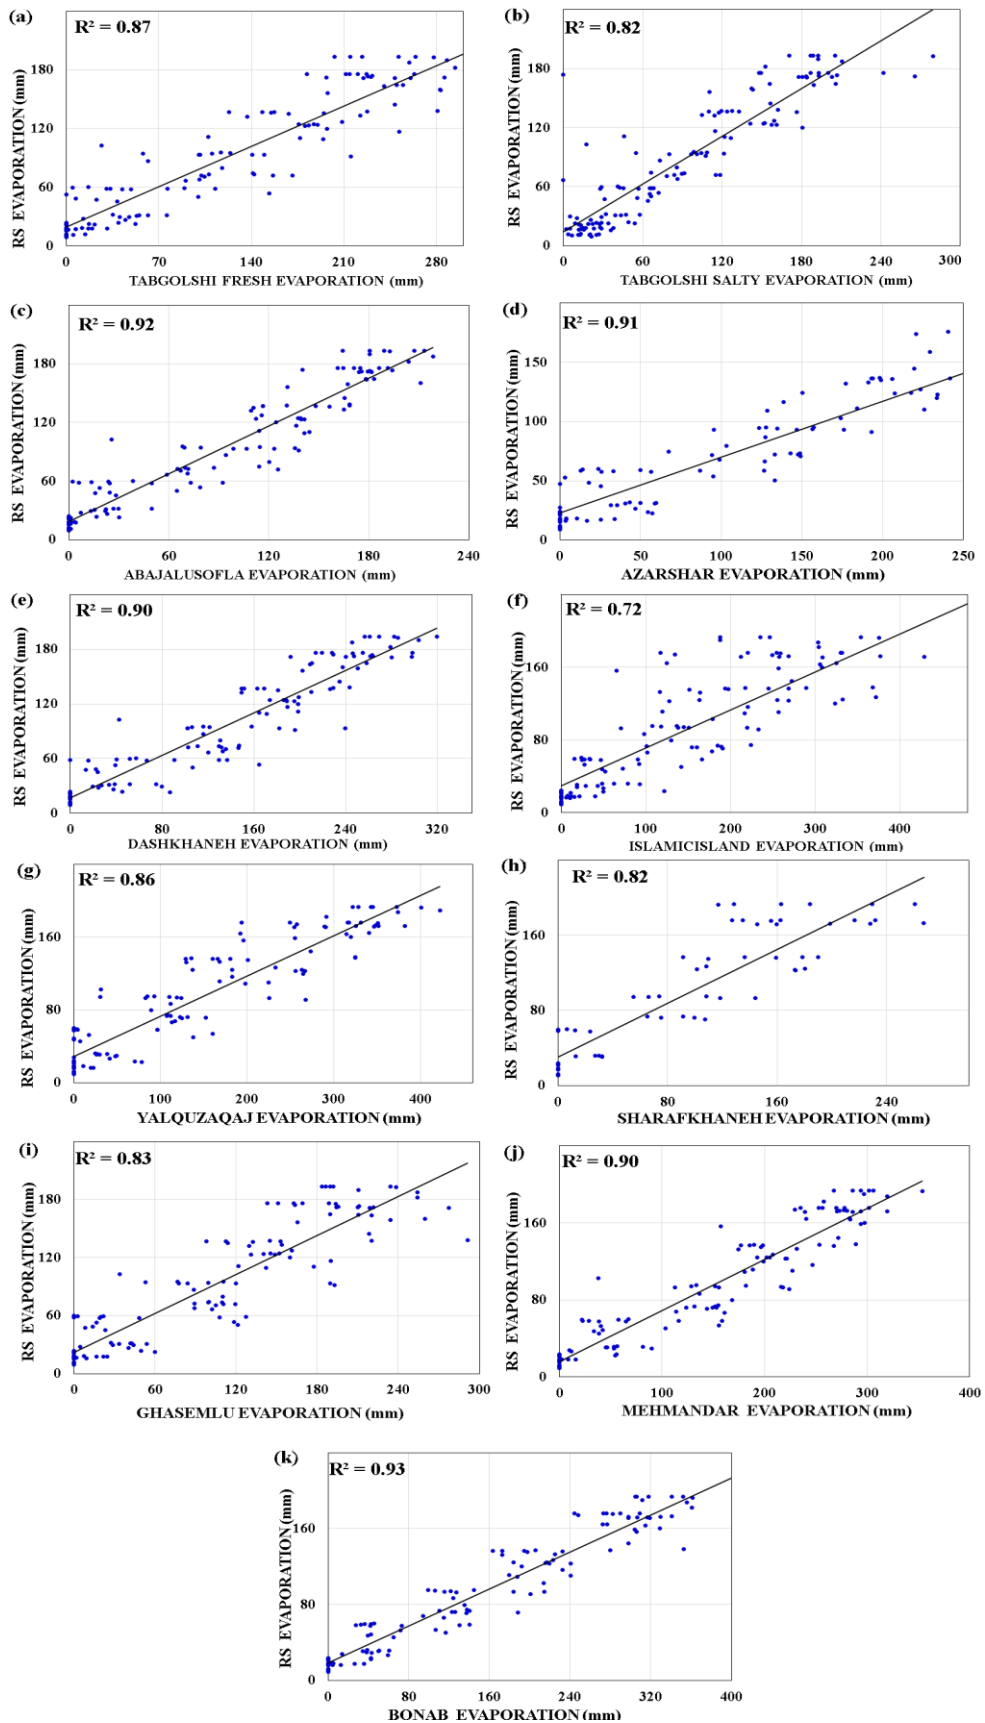 (a)
R² = 0.87
RS EVAPORATION (mm)
180
120
60
0
0 70 140 210 280
TABGOLSHI FRESH EVAPORATION (mm)
(b)
R² = 0.82
RS EVAPORATION (mm)
180
120
60
0
0 60 120 180 240 300
TABGOLSHI SALTY EVAPORATION (mm)
(c)
R² = 0.92
RS EVAPORATION (mm)
180
120
60
0
0 60 120 180 240
ABAJALUSOFLA EVAPORATION (mm)
(d)
R² = 0.91
RS EVAPORATION (mm)
150
100
50
0
0 50 100 150 200 250
AZARSHAR EVAPORATION (mm)
(e)
R² = 0.90
RS EVAPORATION (mm)
180
120
60
0
0 80 160 240 320
DASHKHANEH EVAPORATION (mm)
(f)
R² = 0.72
RS EVAPORATION (mm)
160
80
0
0 100 200 300 400
ISLAMICISLAND EVAPORATION (mm)
(g)
R² = 0.86
RS EVAPORATION (mm)
160
80
0
0 100 200 300 400
YALQUZAQAJ EVAPORATION (mm)
(h)
R² = 0.82
RS EVAPORATION (mm)
160
80
0
0 80 160 240
SHARAFKHANEH EVAPORATION (mm)
(i)
R² = 0.83
RS EVAPORATION (mm)
180
120
60
0
0 60 120 180 240 300
GHASEMLU EVAPORATION (mm)
(j)
R² = 0.90
RS EVAPORATION (mm)
160
80
0
0 100 200 300 400
MEHMANDAR EVAPORATION (mm)
(k)
R² = 0.93
RS EVAPORATION (mm)
160
80
0
0 80 160 240 320 400
BONAB EVAPORATION (mm)